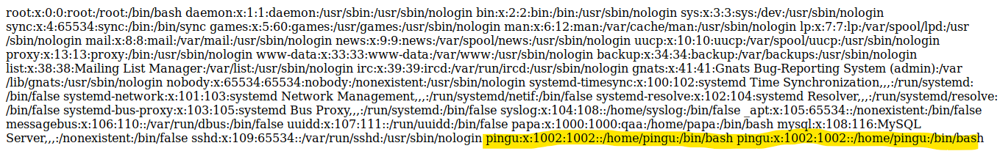 root:x:0:0:root:/root:/bin/bash daemon:x:1:1:daemon:/usr/sbin:/usr/sbin/nologin bin:x:2:2:bin:/bin:/usr/sbin/nologin sys:x:3:3:sys:/dev:/usr/sbin/nologin
sync:x:4:65534:sync:/bin:/bin/sync games:x:5:60:games:/usr/games:/usr/sbin/nologin man:x:6:12:man:/var/cache/man:/usr/sbin/nologin lp:x:7:7:lp:/var/spool/lpd:/usr
/sbin/nologin mail:x:8:8:mail:/var/mail:/usr/sbin/nologin news:x:9:9:news:/var/spool/news:/usr/sbin/nologin uucp:x:10:10:uucp:/var/spool/uucp:/usr/sbin/nologin
proxy:x:13:13:proxy:/bin:/usr/sbin/nologin www-data:x:33:33:www-data:/var/www:/usr/sbin/nologin backup:x:34:34:backup:/var/backups:/usr/sbin/nologin
list:x:38:38:Mailing List Manager:/var/list:/usr/sbin/nologin irc:x:39:39:ircd:/var/run/ircd:/usr/sbin/nologin gnats:x:41:41:Gnats Bug-Reporting System (admin):/var
/lib/gnats:/usr/sbin/nologin nobody:x:65534:65534:nobody:/nonexistent:/usr/sbin/nologin systemd-timesync:x:100:102:systemd Time Synchronization,,,:/run/systemd:
/bin/false systemd-network:x:101:103:systemd Network Management,,,:/run/systemd/netif:/bin/false systemd-resolve:x:102:104:systemd Resolver,,,:/run/systemd/resolve:
/bin/false systemd-bus-proxy:x:103:105:systemd Bus Proxy,,,:/run/systemd:/bin/false syslog:x:104:108::/home/syslog:/bin/false _apt:x:105:65534::/nonexistent:/bin/false
messagebus:x:106:110::/var/run/dbus:/bin/false uuidd:x:107:111::/run/uuidd:/bin/false papa:x:1000:1000:qaa:/home/papa:/bin/bash mysql:x:108:116:MySQL
Server,,,:/nonexistent:/bin/false sshd:x:109:65534::/var/run/sshd:/usr/sbin/nologin pingu:x:1002:1002::/home/pingu:/bin/bash pingu:x:1002:1002::/home/pingu:/bin/bash